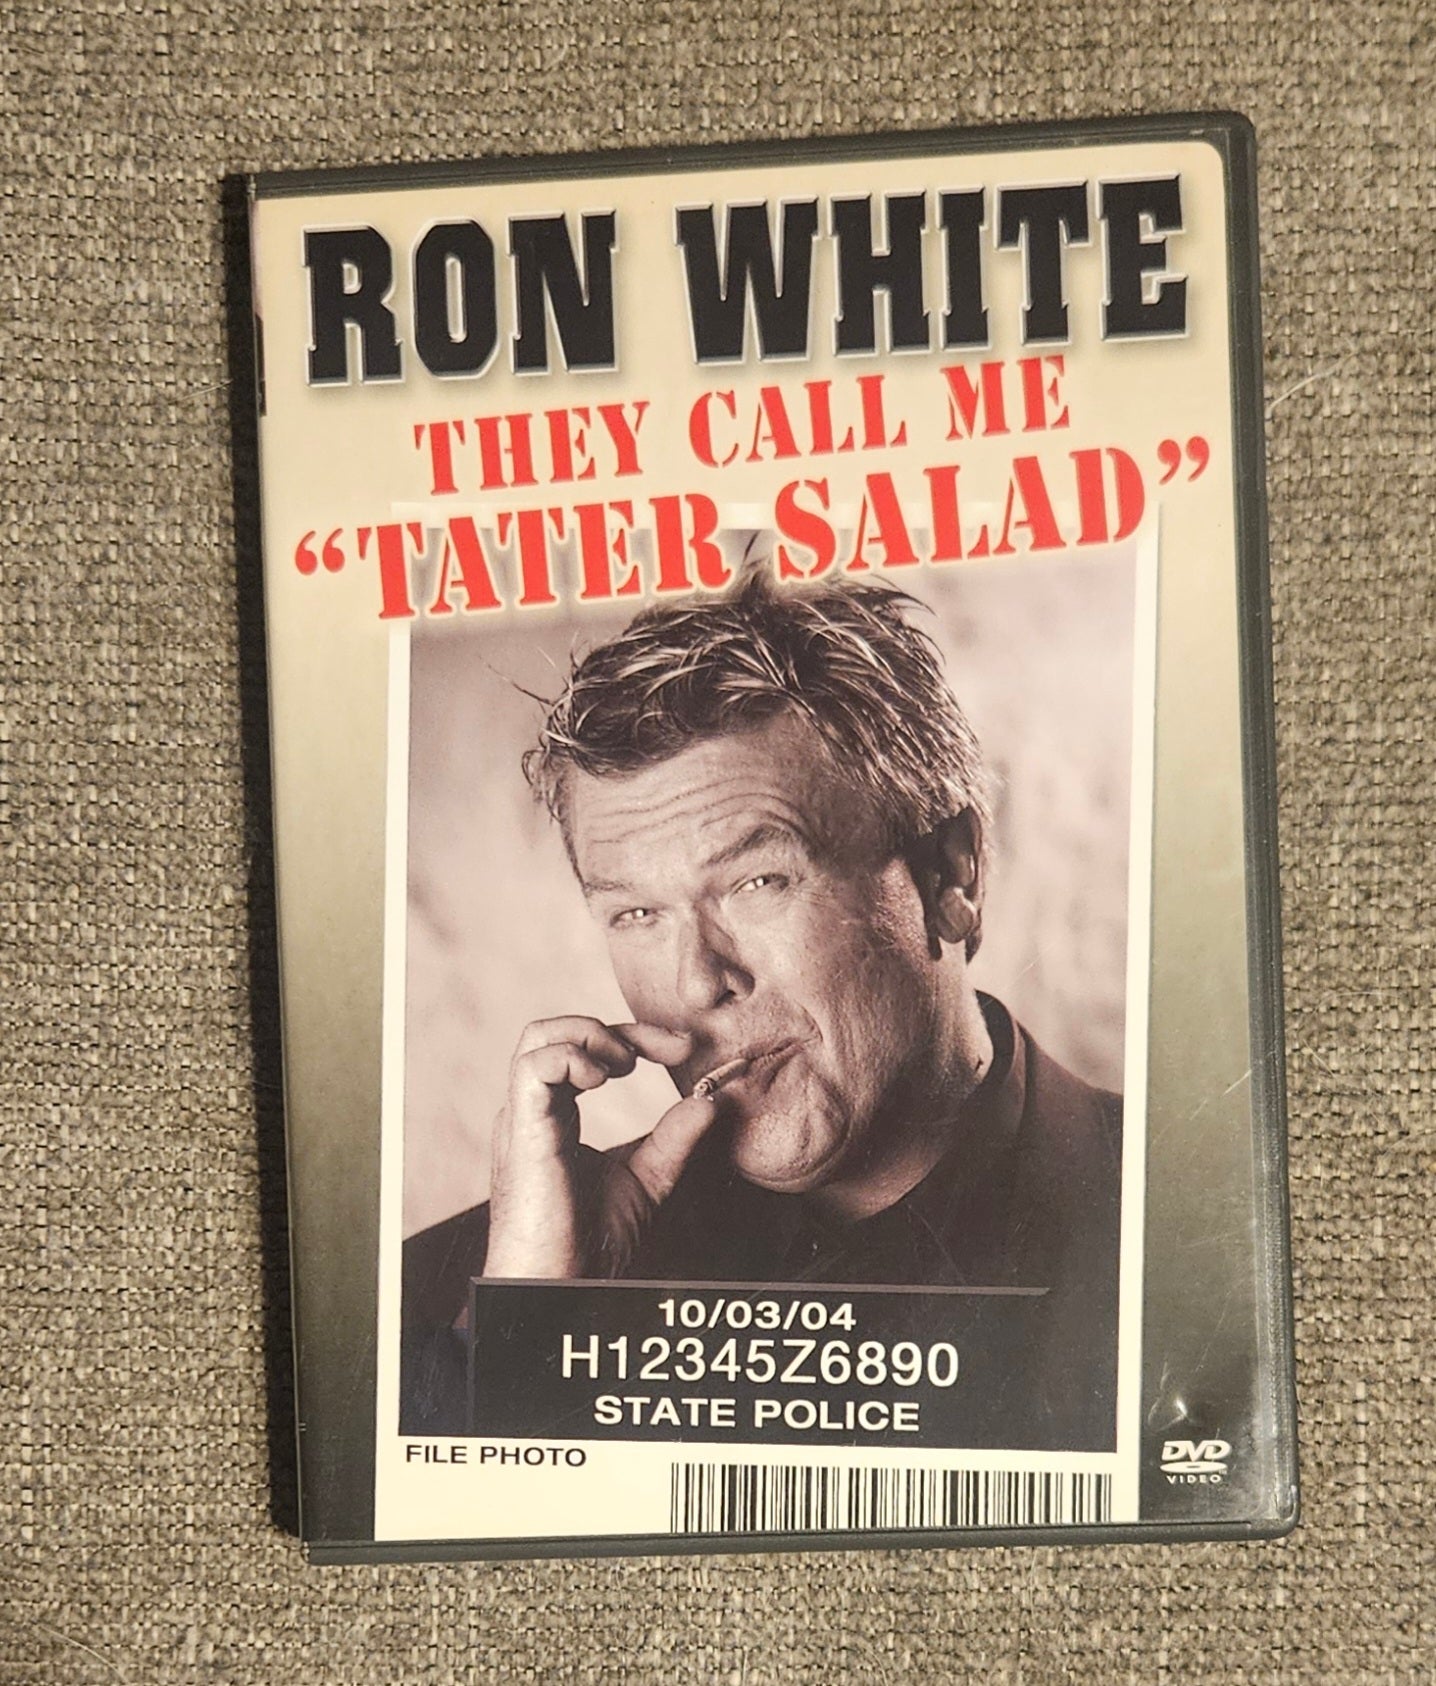 RON WHITE
THEY CALL ME
“TATER SALAD”
10/03/04
H12345Z6890
STATE POLICE
FILE PHOTO
DVD
VIDEO